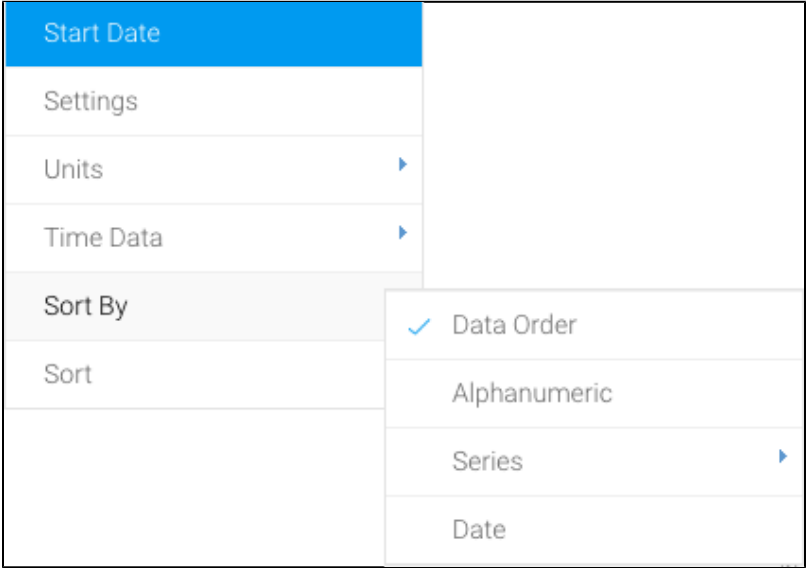 Start Date
Settings
Units
Time Data
Sort By
Sort
Data Order
Alphanumeric
Series
Date